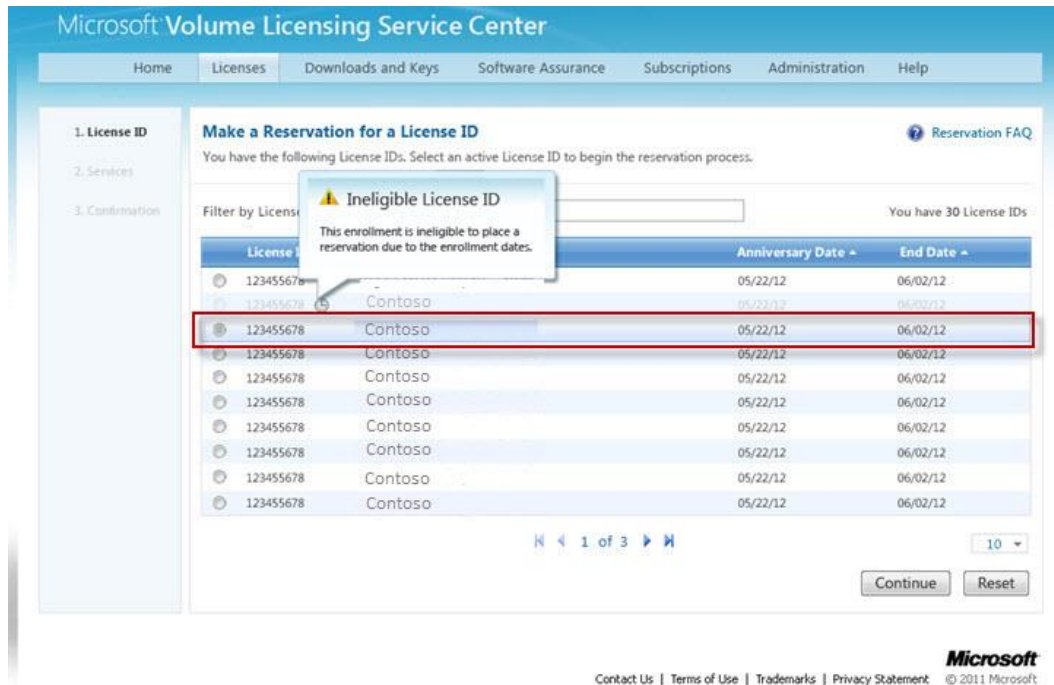 Microsoft Volume Licensing Service Center
Home Licenses Downloads and Keys Software Assurance Subscriptions Administration Help
1. License ID
2. Services
3. Confirmation
Make a Reservation for a License ID
Reservation FAQ
You have the following License IDs. Select an active License ID to begin the reservation process.
Ineligible License ID
This enrollment is ineligible to place a
reservation due to the enrollment dates.
Filter by License
You have 30 License IDs
License Anniversary Date End Date
123455678 05/22/12 06/02/12
123455678 Contoso 05/22/12 06/02/12
123455678 Contoso 05/22/12 06/02/12
123455678 Contoso 05/22/12 06/02/12
123455678 Contoso 05/22/12 06/02/12
123455678 Contoso 05/22/12 06/02/12
123455678 Contoso 05/22/12 06/02/12
123455678 Contoso 05/22/12 06/02/12
123455678 Contoso 05/22/12 06/02/12
123455678 Contoso 05/22/12 06/02/12
1 of 3
10
Continue Reset
Microsoft
Contact Us | Terms of Use | Trademarks | Privacy Statement © 2011 Microsoft